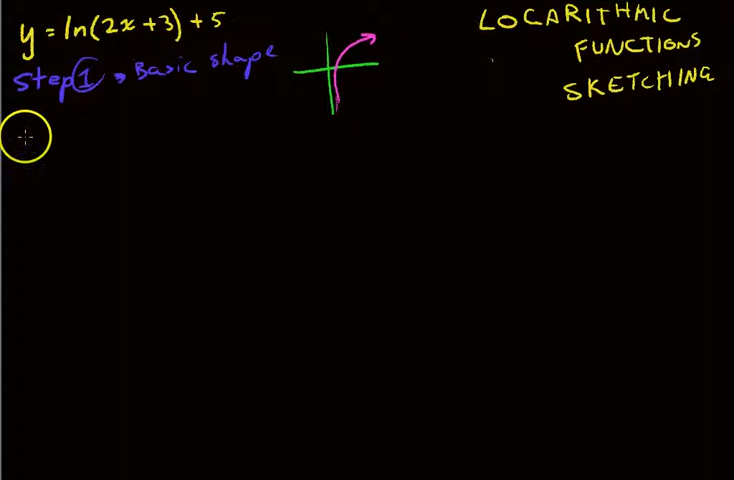 y = ln(2x + 3) + 5
Step 1 → Basic shape
LOGARITHMIC
FUNCTIONS
SKETCHING